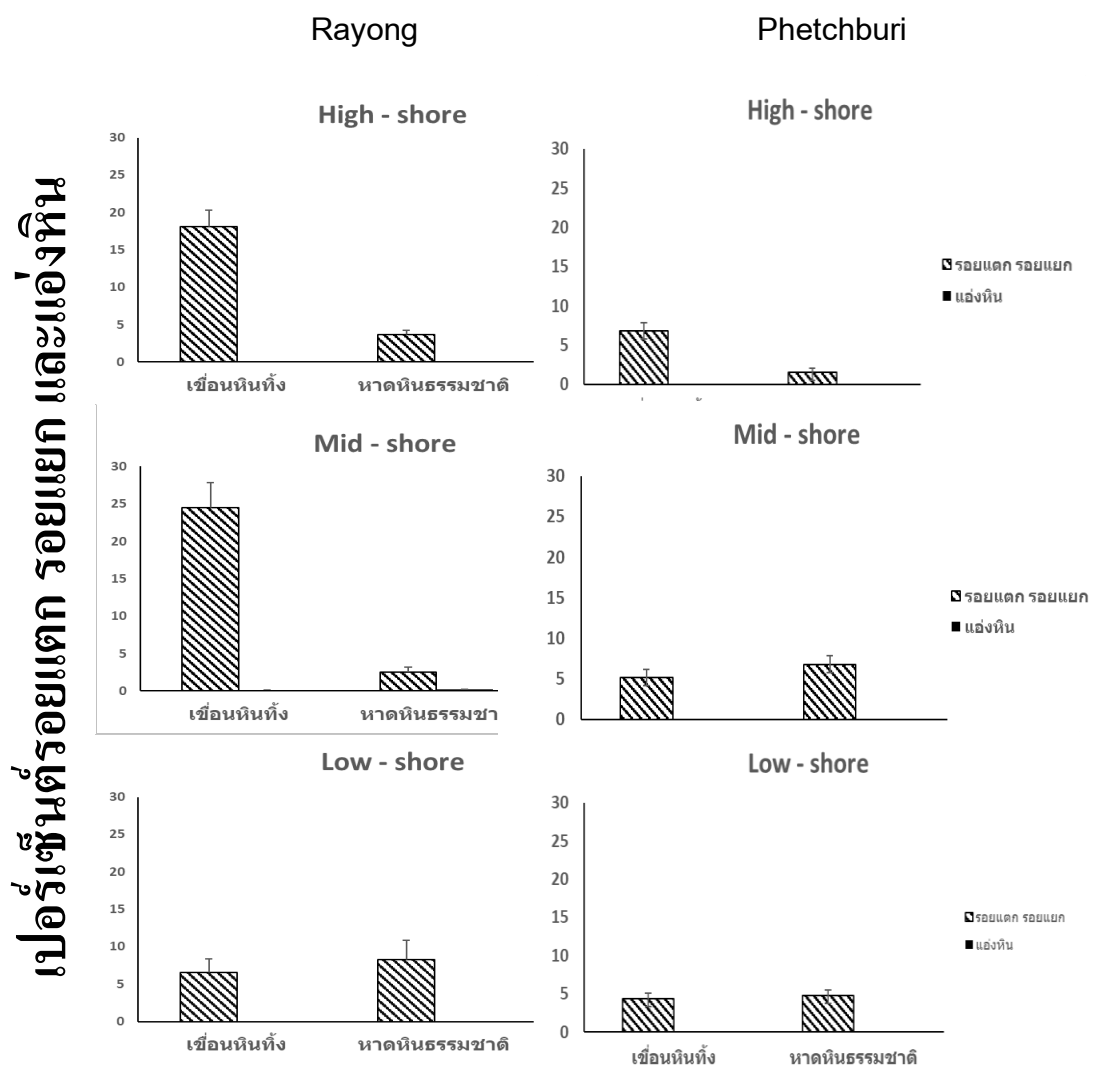 Rayong
Phetchburi
เปอร์เซ็นต์รอยแตก รอยแยก และแอ่งหิน
High - shore
30
25
20
15
10
5
0
เขื่อนหินทิ้ง
หาดหินธรรมชาติ
High - shore
30
25
20
15
10
5
0
รอยแตก รอยแยก
แอ่งหิน
Mid - shore
30
25
20
15
10
5
0
เขื่อนหินทิ้ง
หาดหินธรรมชา
Mid - shore
30
25
20
15
10
5
0
รอยแตก รอยแยก
แอ่งหิน
Low - shore
30
25
20
15
10
5
0
เขื่อนหินทิ้ง
หาดหินธรรมชาติ
Low - shore
30
25
20
15
10
5
0
เขื่อนหินทิ้ง
หาดหินธรรมชาติ
รอยแตก รอยแยก
แอ่งหิน